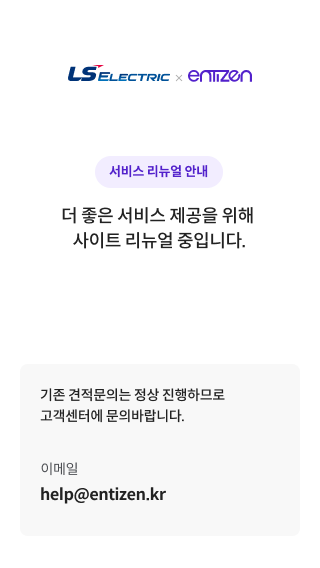 LS ELECTRIC × entizen
서비스 리뉴얼 안내
더 좋은 서비스 제공을 위해
사이트 리뉴얼 중입니다.
기존 견적문의는 정상 진행하므로
고객센터에 문의바랍니다.
이메일
help@entizen.kr